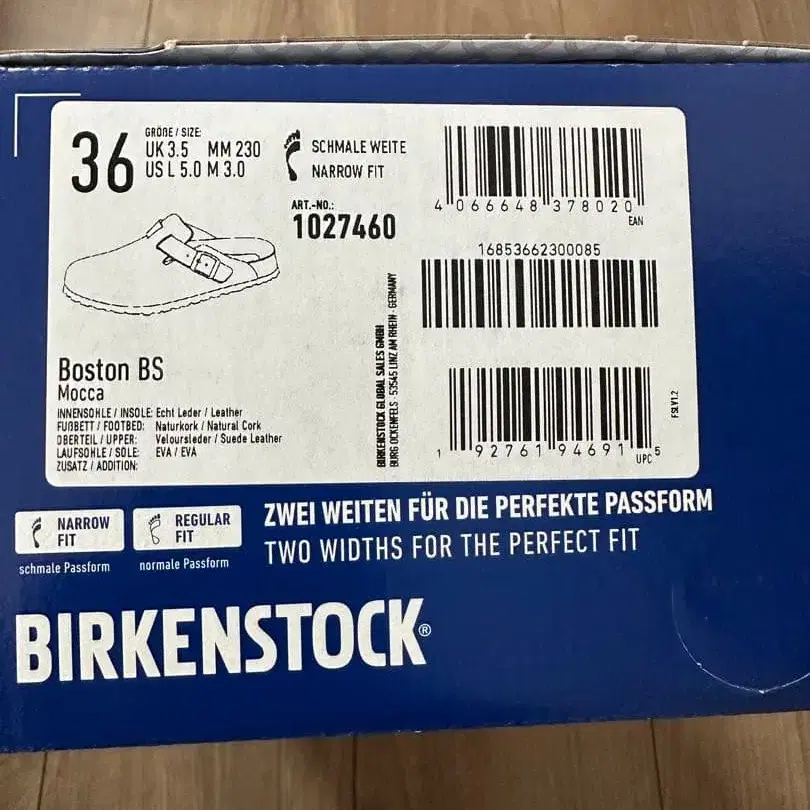 36
GRÖßE / SIZE:
UK 3.5 MM 230
US L 5.0 M 3.0
SCHMALE WEITE
NARROW FIT
ART.-NO.:
1027460
4 066648 378020
EAN
16853662300085
1 92761 94691 5
UPC
FSLV1.2
BIRKENSTOCK GLOBAL SALES GMBH
BURG OCKENFELS - 53545 LINZ AM RHEIN - GERMANY
Boston BS
Mocca
INNENSOHLE / INSOLE: Echt Leder / Leather
FUßBETT / FOOTBED: Naturkork / Natural Cork
OBERTEIL / UPPER: Veloursleder / Suede Leather
LAUFSOHLE / SOLE: EVA / EVA
ZUSATZ / ADDITION:
NARROW
FIT
schmale Passform
REGULAR
FIT
normale Passform
ZWEI WEITEN FÜR DIE PERFEKTE PASSFORM
TWO WIDTHS FOR THE PERFECT FIT
BIRKENSTOCK®